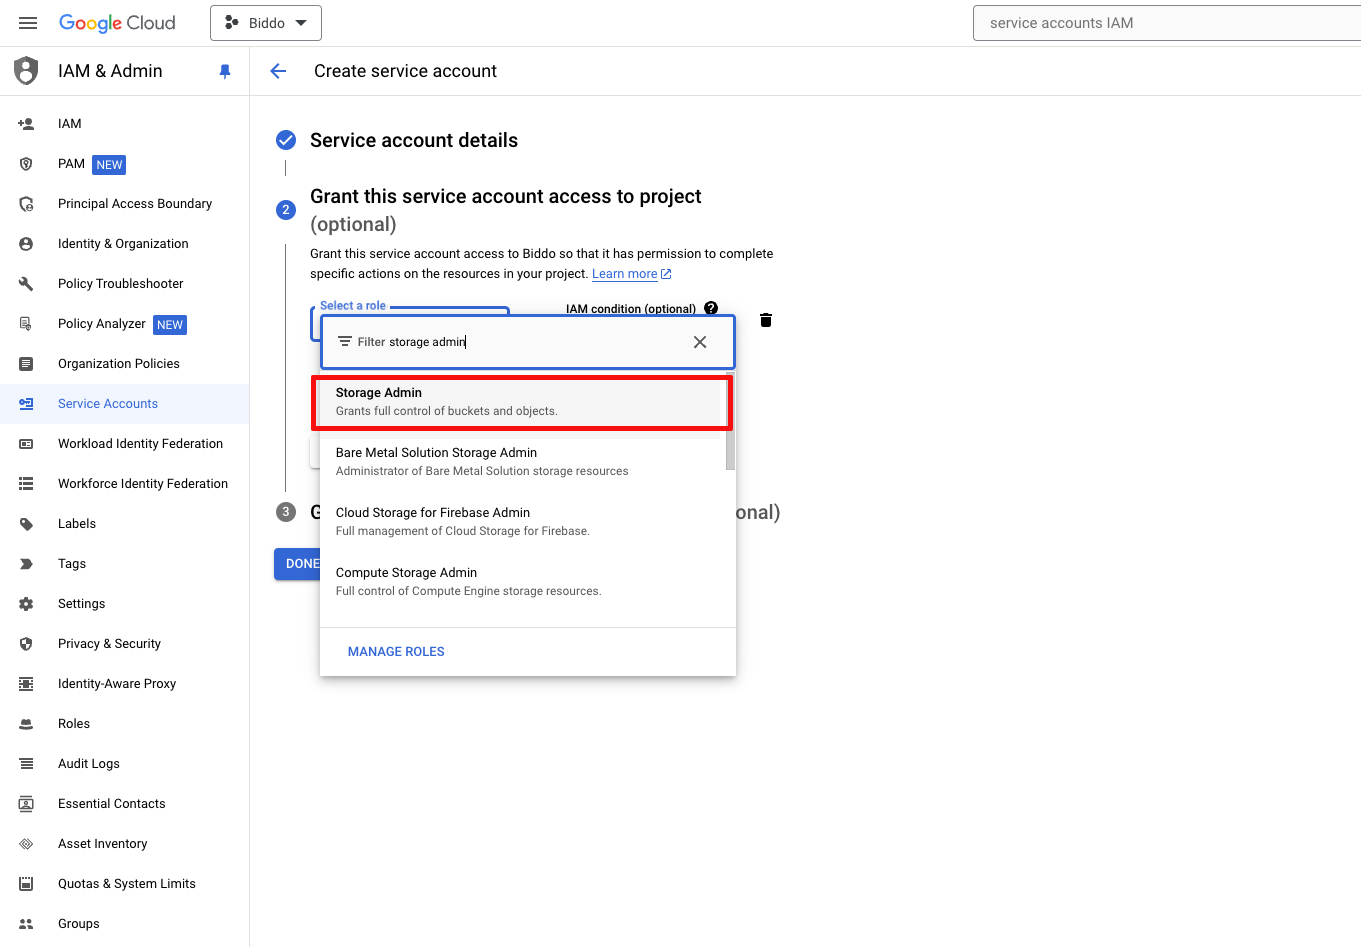 Google Cloud
Biddo
service accounts IAM
IAM & Admin
Create service account
IAM
PAM NEW
Principal Access Boundary
Identity & Organization
Policy Troubleshooter
Policy Analyzer NEW
Organization Policies
Service Accounts
Workload Identity Federation
Workforce Identity Federation
Labels
Tags
Settings
Privacy & Security
Identity-Aware Proxy
Roles
Audit Logs
Essential Contacts
Asset Inventory
Quotas & System Limits
Groups
Service account details
2
Grant this service account access to project
(optional)
Grant this service account access to Biddo so that it has permission to complete
specific actions on the resources in your project. Learn more
Select a role
IAM condition (optional) ?
Filter storage admin
Storage Admin
Grants full control of buckets and objects.
Bare Metal Solution Storage Admin
Administrator of Bare Metal Solution storage resources
Cloud Storage for Firebase Admin
Full management of Cloud Storage for Firebase.
Compute Storage Admin
Full control of Compute Engine storage resources.
MANAGE ROLES
3
onal)
DONE